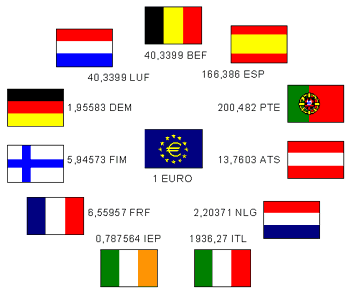 40,3399 BEF
40,3399 LUF
166,386 ESP
1,95583 DEM
200,482 PTE
5,94573 FIM
13,7603 ATS
1 EURO
6,55957 FRF
2,20371 NLG
0,787564 IEP
1936,27 ITL